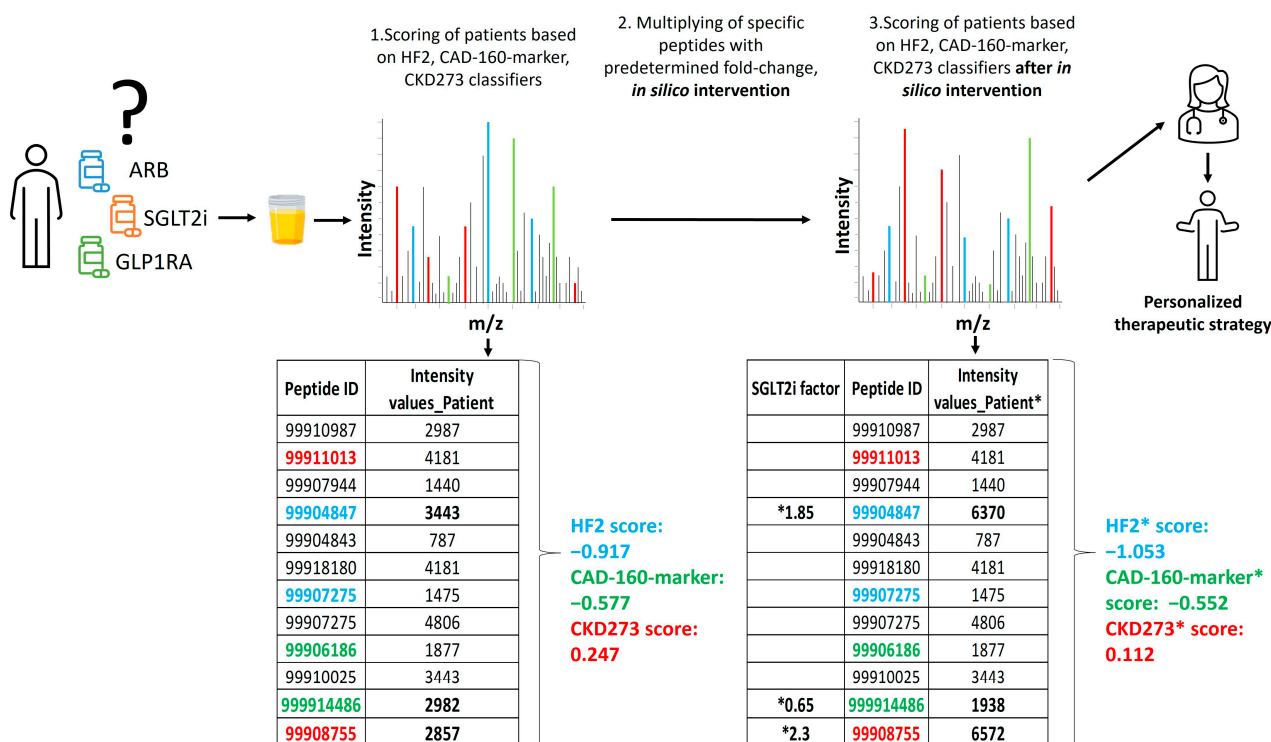 1.Scoring of patients based
on HF2, CAD-160-marker,
CKD273 classifiers
2. Multiplying of specific
peptides with
predetermined fold-change,
in silico intervention
3.Scoring of patients based
on HF2, CAD-160-marker,
CKD273 classifiers after in
silico intervention
?
ARB
SGLT2i
GLP1RA
Intensity
m/z
Intensity
m/z
Personalized
therapeutic strategy
Peptide ID Intensity values_Patient
99910987 2987
99911013 4181
99907944 1440
99904847 3443
99904843 787
99918180 4181
99907275 1475
99907275 4806
99906186 1877
99910025 3443
999914486 2982
99908755 2857
HF2 score:
−0.917
CAD-160-marker:
−0.577
CKD273 score:
0.247
SGLT2i factor Peptide ID Intensity values_Patient*
99910987 2987
99911013 4181
99907944 1440
*1.85 99904847 6370
99904843 787
99918180 4181
99907275 1475
99907275 4806
99906186 1877
99910025 3443
*0.65 999914486 1938
*2.3 99908755 6572
HF2* score:
−1.053
CAD-160-marker*
score: −0.552
CKD273* score:
0.112